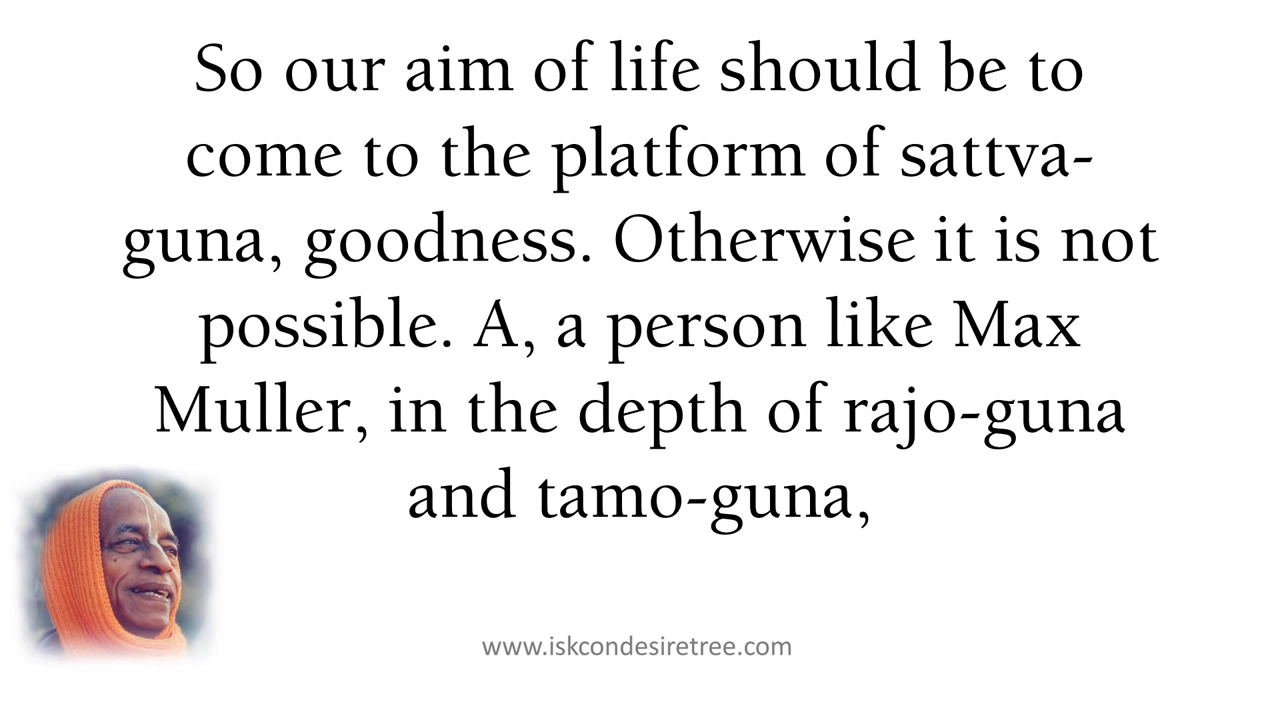 So our aim of life should be to
come to the platform of sattva-
guna, goodness. Otherwise it is not
possible. A, a person like Max
Muller, in the depth of rajo-guna
and tamo-guna,
www.iskcondesiretree.com